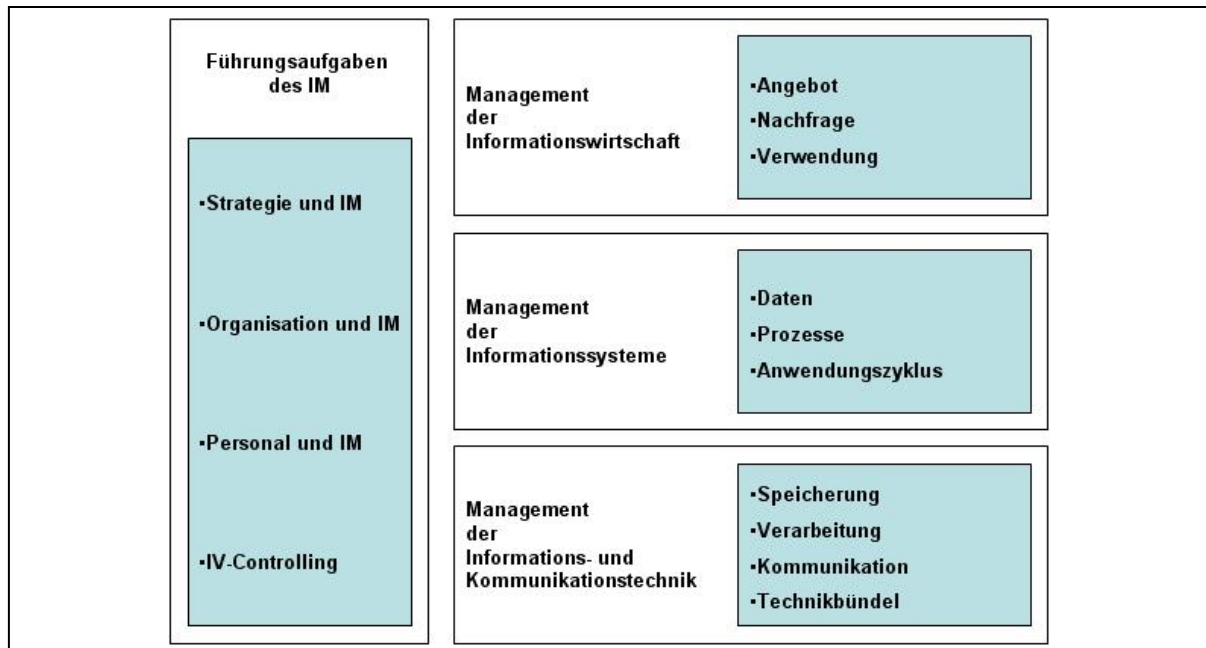 Führungsaufgaben
des IM
▪Strategie und IM
▪Organisation und IM
▪Personal und IM
▪IV-Controlling
Management
der
Informationswirtschaft
▪Angebot
▪Nachfrage
▪Verwendung
Management
der
Informationssysteme
▪Daten
▪Prozesse
▪Anwendungszyklus
Management
der
Informations- und
Kommunikationstechnik
▪Speicherung
▪Verarbeitung
▪Kommunikation
▪Technikbündel